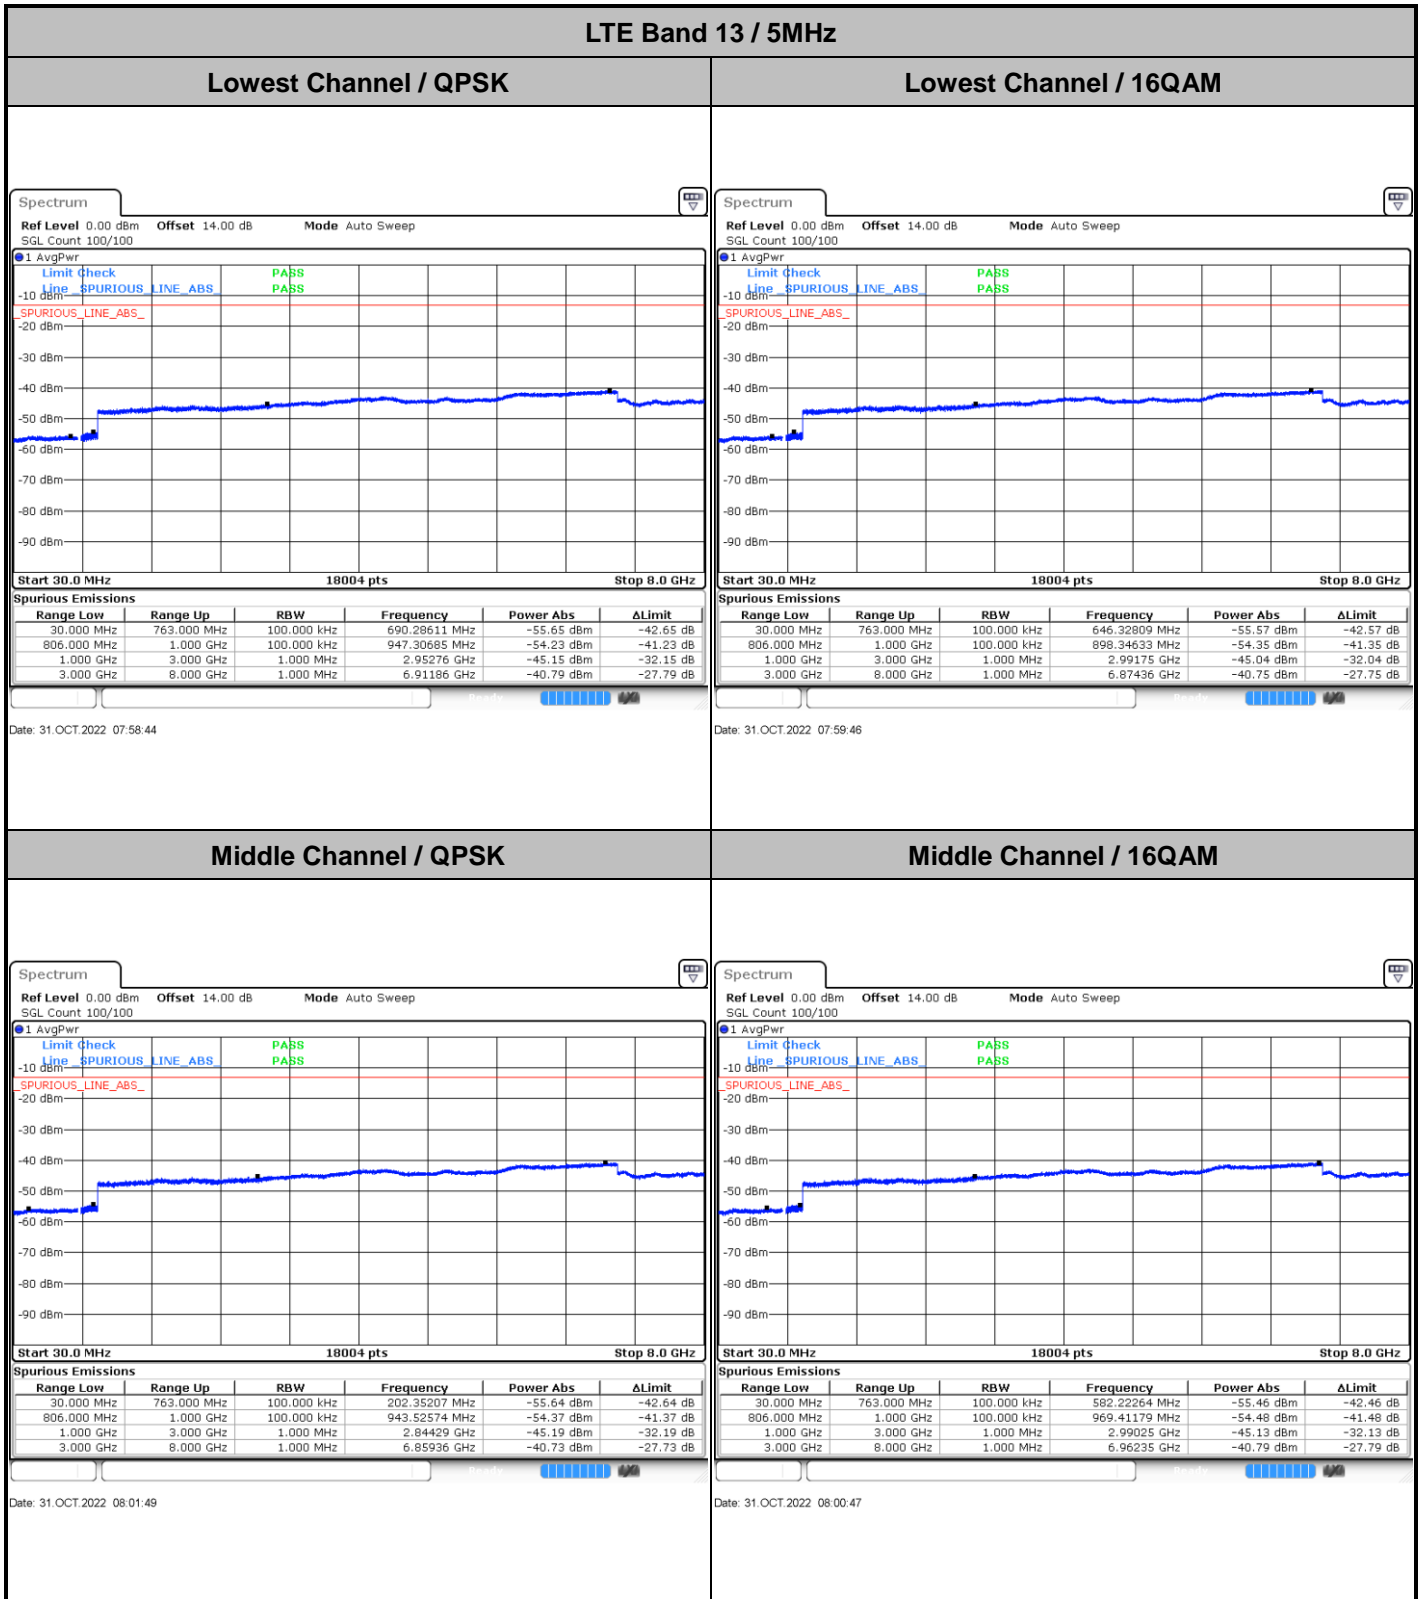 LTE Band 13 / 5MHz
Lowest Channel / QPSK
Lowest Channel / 16QAM
Spectrum
Ref Level 0.00 dBm Offset 14.00 dB Mode Auto Sweep
SGL Count 100/100
1 AvgPwr
Limit Check PASS
Line _SPURIOUS_LINE_ABS_ PASS
-10 dBm
_SPURIOUS_LINE_ABS_
-20 dBm
-30 dBm
-40 dBm
-50 dBm
-60 dBm
-70 dBm
-80 dBm
-90 dBm
Start 30.0 MHz 18004 pts Stop 8.0 GHz
Spurious Emissions
Range Low Range Up RBW Frequency Power Abs ΔLimit
30.000 MHz 763.000 MHz 100.000 kHz 690.28611 MHz -55.65 dBm -42.65 dB
806.000 MHz 1.000 GHz 100.000 kHz 947.30685 MHz -54.23 dBm -41.23 dB
1.000 GHz 3.000 GHz 1.000 MHz 2.95276 GHz -45.15 dBm -32.15 dB
3.000 GHz 8.000 GHz 1.000 MHz 6.91186 GHz -40.79 dBm -27.79 dB
Ready
Date: 31.OCT.2022 07:58:44
Spectrum
Ref Level 0.00 dBm Offset 14.00 dB Mode Auto Sweep
SGL Count 100/100
1 AvgPwr
Limit Check PASS
Line _SPURIOUS_LINE_ABS_ PASS
-10 dBm
_SPURIOUS_LINE_ABS_
-20 dBm
-30 dBm
-40 dBm
-50 dBm
-60 dBm
-70 dBm
-80 dBm
-90 dBm
Start 30.0 MHz 18004 pts Stop 8.0 GHz
Spurious Emissions
Range Low Range Up RBW Frequency Power Abs ΔLimit
30.000 MHz 763.000 MHz 100.000 kHz 646.32809 MHz -55.57 dBm -42.57 dB
806.000 MHz 1.000 GHz 100.000 kHz 898.34633 MHz -54.35 dBm -41.35 dB
1.000 GHz 3.000 GHz 1.000 MHz 2.99175 GHz -45.04 dBm -32.04 dB
3.000 GHz 8.000 GHz 1.000 MHz 6.87436 GHz -40.75 dBm -27.75 dB
Ready
Date: 31.OCT.2022 07:59:46
Middle Channel / QPSK
Middle Channel / 16QAM
Spectrum
Ref Level 0.00 dBm Offset 14.00 dB Mode Auto Sweep
SGL Count 100/100
1 AvgPwr
Limit Check PASS
Line _SPURIOUS_LINE_ABS_ PASS
-10 dBm
_SPURIOUS_LINE_ABS_
-20 dBm
-30 dBm
-40 dBm
-50 dBm
-60 dBm
-70 dBm
-80 dBm
-90 dBm
Start 30.0 MHz 18004 pts Stop 8.0 GHz
Spurious Emissions
Range Low Range Up RBW Frequency Power Abs ΔLimit
30.000 MHz 763.000 MHz 100.000 kHz 202.35207 MHz -55.64 dBm -42.64 dB
806.000 MHz 1.000 GHz 100.000 kHz 943.52574 MHz -54.37 dBm -41.37 dB
1.000 GHz 3.000 GHz 1.000 MHz 2.84429 GHz -45.19 dBm -32.19 dB
3.000 GHz 8.000 GHz 1.000 MHz 6.85936 GHz -40.73 dBm -27.73 dB
Ready
Date: 31.OCT.2022 08:01:49
Spectrum
Ref Level 0.00 dBm Offset 14.00 dB Mode Auto Sweep
SGL Count 100/100
1 AvgPwr
Limit Check PASS
Line _SPURIOUS_LINE_ABS_ PASS
-10 dBm
_SPURIOUS_LINE_ABS_
-20 dBm
-30 dBm
-40 dBm
-50 dBm
-60 dBm
-70 dBm
-80 dBm
-90 dBm
Start 30.0 MHz 18004 pts Stop 8.0 GHz
Spurious Emissions
Range Low Range Up RBW Frequency Power Abs ΔLimit
30.000 MHz 763.000 MHz 100.000 kHz 582.22264 MHz -55.46 dBm -42.46 dB
806.000 MHz 1.000 GHz 100.000 kHz 969.41179 MHz -54.48 dBm -41.48 dB
1.000 GHz 3.000 GHz 1.000 MHz 2.99025 GHz -45.13 dBm -32.13 dB
3.000 GHz 8.000 GHz 1.000 MHz 6.96235 GHz -40.79 dBm -27.79 dB
Ready
Date: 31.OCT.2022 08:00:47